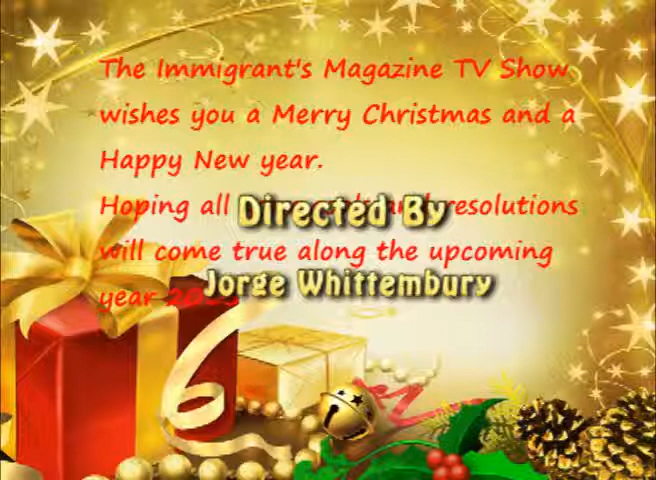 The Immigrant's Magazine TV Show
wishes you a Merry Christmas and a
Happy New year.
Hoping all resolutions
Directed By
will come true along the upcoming
year
Jorge Whittembury